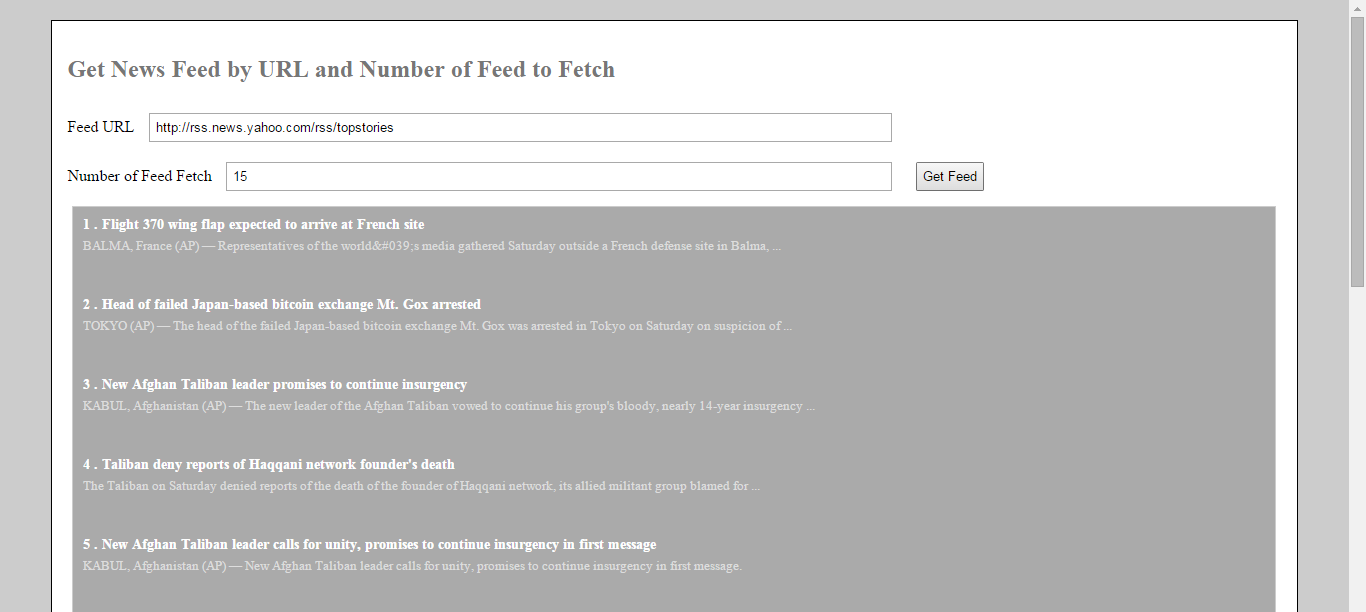 Get News Feed by URL and Number of Feed to Fetch
Feed URL http://rss.news.yahoo.com/rss/topstories
Number of Feed Fetch 15 Get Feed
1 . Flight 370 wing flap expected to arrive at French site
BALMA, France (AP) — Representatives of the world&#039;s media gathered Saturday outside a French defense site in Balma, ...
2 . Head of failed Japan-based bitcoin exchange Mt. Gox arrested
TOKYO (AP) — The head of the failed Japan-based bitcoin exchange Mt. Gox was arrested in Tokyo on Saturday on suspicion of ...
3 . New Afghan Taliban leader promises to continue insurgency
KABUL, Afghanistan (AP) — The new leader of the Afghan Taliban vowed to continue his group's bloody, nearly 14-year insurgency ...
4 . Taliban deny reports of Haqqani network founder's death
The Taliban on Saturday denied reports of the death of the founder of Haqqani network, its allied militant group blamed for ...
5 . New Afghan Taliban leader calls for unity, promises to continue insurgency in first message
KABUL, Afghanistan (AP) — New Afghan Taliban leader calls for unity, promises to continue insurgency in first message.